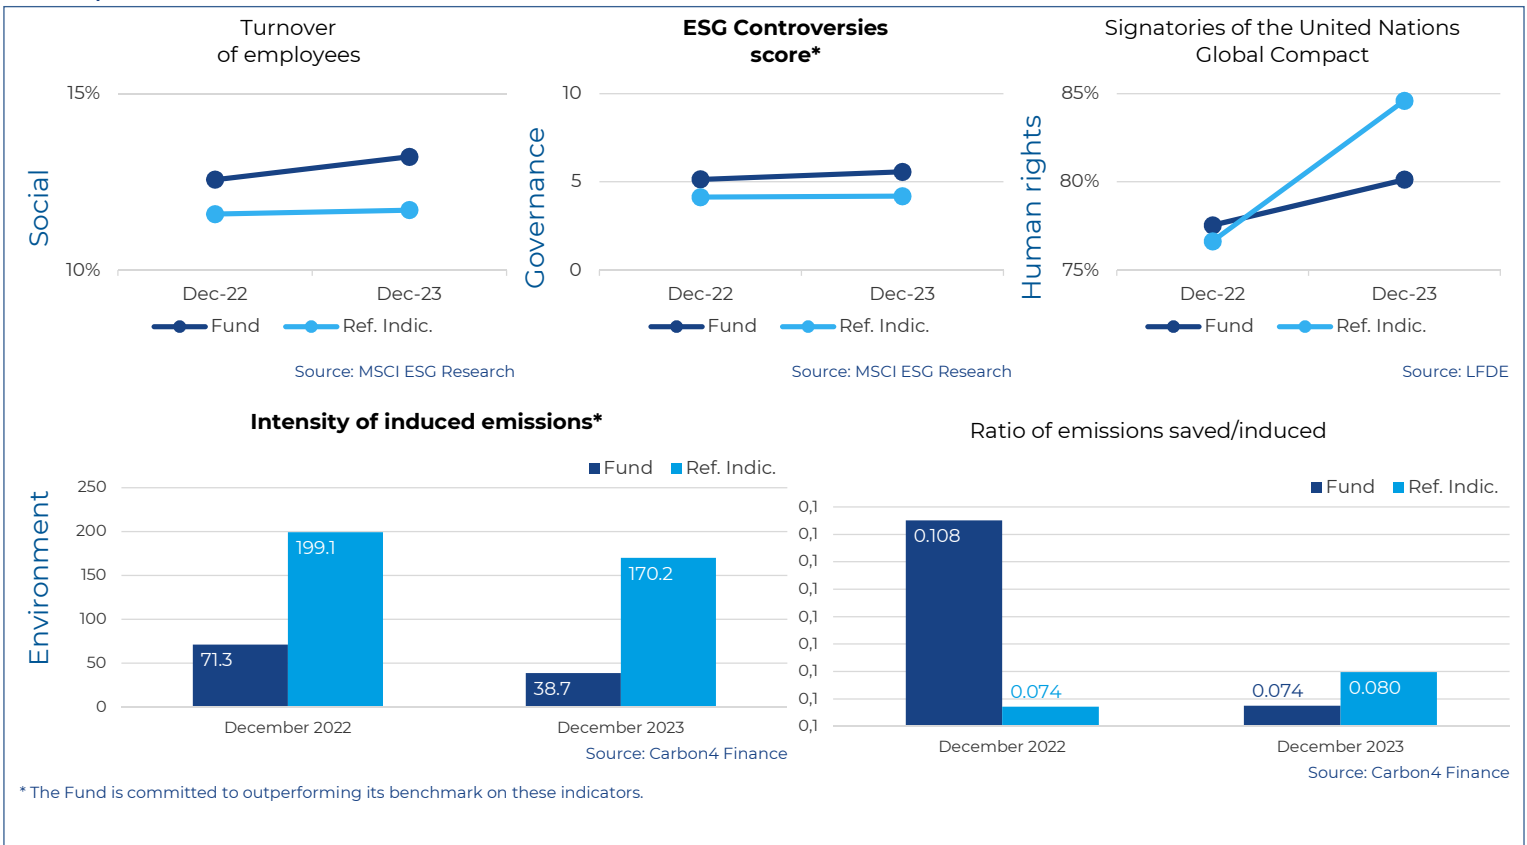 Turnover
of employees
15%
10%
Social
Dec-22
Dec-23
Fund
Ref. Indic.
Source: MSCI ESG Research
ESG Controversies
score*
10
5
0
Governance
Dec-22
Dec-23
Fund
Ref. Indic.
Source: MSCI ESG Research
Signatories of the United Nations
Global Compact
85%
80%
75%
Human rights
Dec-22
Dec-23
Fund
Ref. Indic.
Source: LFDE
Intensity of induced emissions*
Fund
Ref. Indic.
250
200
150
100
50
0
Environment
199.1
71.3
170.2
38.7
December 2022
December 2023
Source: Carbon4 Finance
Ratio of emissions saved/induced
Fund
Ref. Indic.
0,1
0,1
0,1
0,1
0,1
0,1
0,1
0,1
0,1
0.108
0.074
0.074
0.080
December 2022
December 2023
Source: Carbon4 Finance
* The Fund is committed to outperforming its benchmark on these indicators.